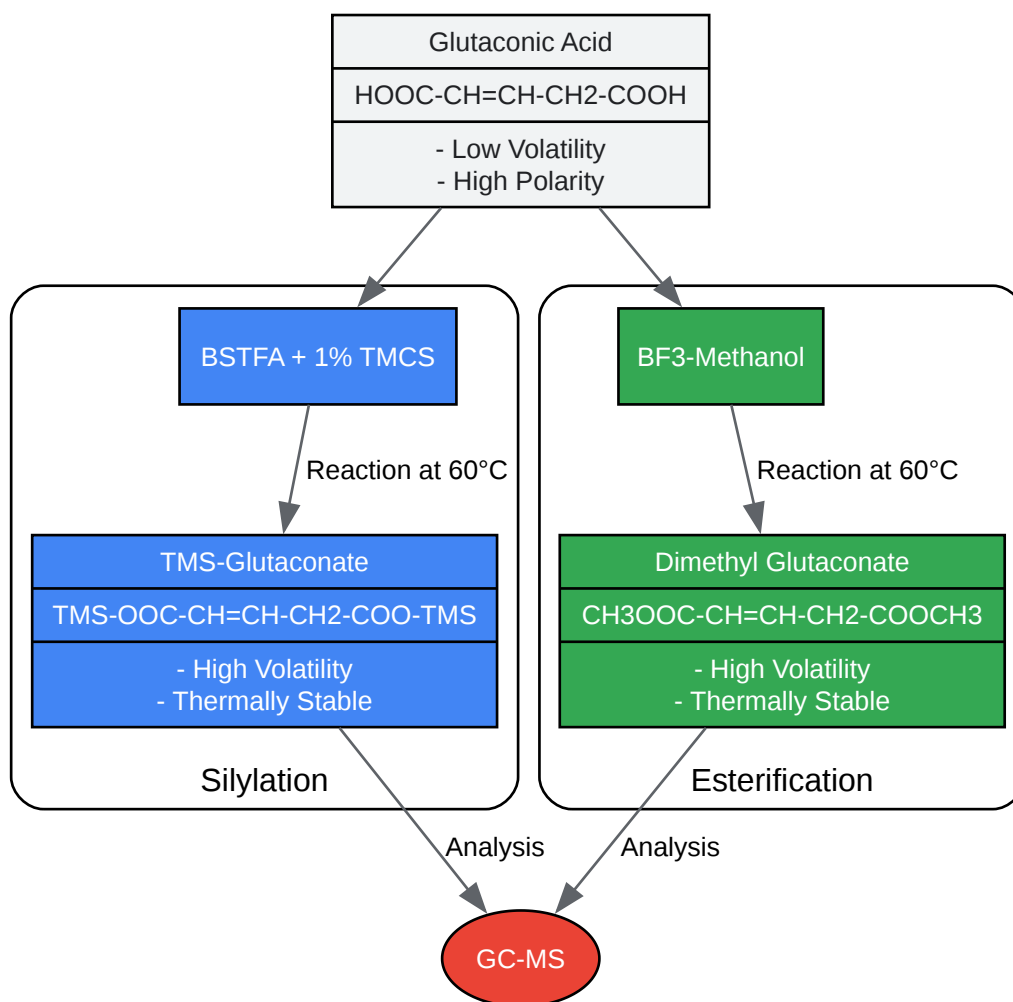 Glutaconic Acid
HOOC-CH=CH-CH2-COOH
- Low Volatility
- High Polarity
BSTFA + 1% TMCS
BF3-Methanol
Reaction at 60°C
Reaction at 60°C
TMS-Glutaconate
TMS-OOC-CH=CH-CH2-COO-TMS
- High Volatility
- Thermally Stable
Dimethyl Glutaconate
CH3OOC-CH=CH-CH2-COOCH3
- High Volatility
- Thermally Stable
Silylation
Esterification
Analysis
Analysis
GC-MS